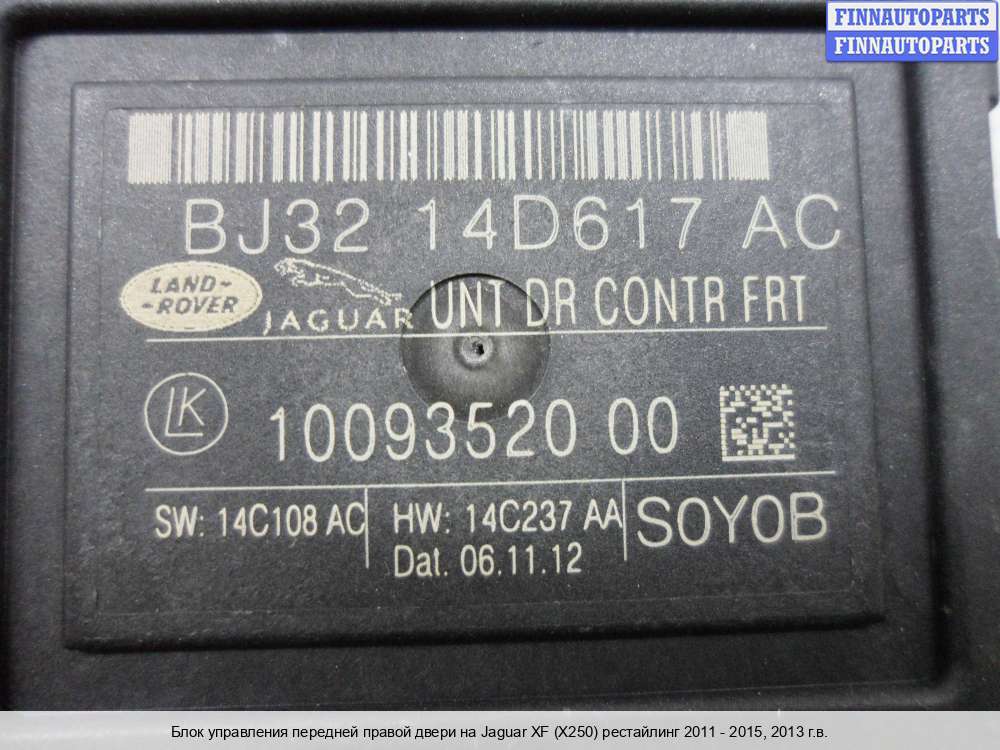 FINNAUTOPARTS
FINNAUTOPARTS
BJ32 14D617 AC
LAND-
-ROVER
JAGUAR
UNT DR CONTR FRT
LK
10093520 00
SW: 14C108 AC
HW: 14C237 AA
Dat. 06.11.12
SOYOB
Блок управления передней правой двери на Jaguar XF (X250) рестайлинг 2011 - 2015, 2013 г.в.